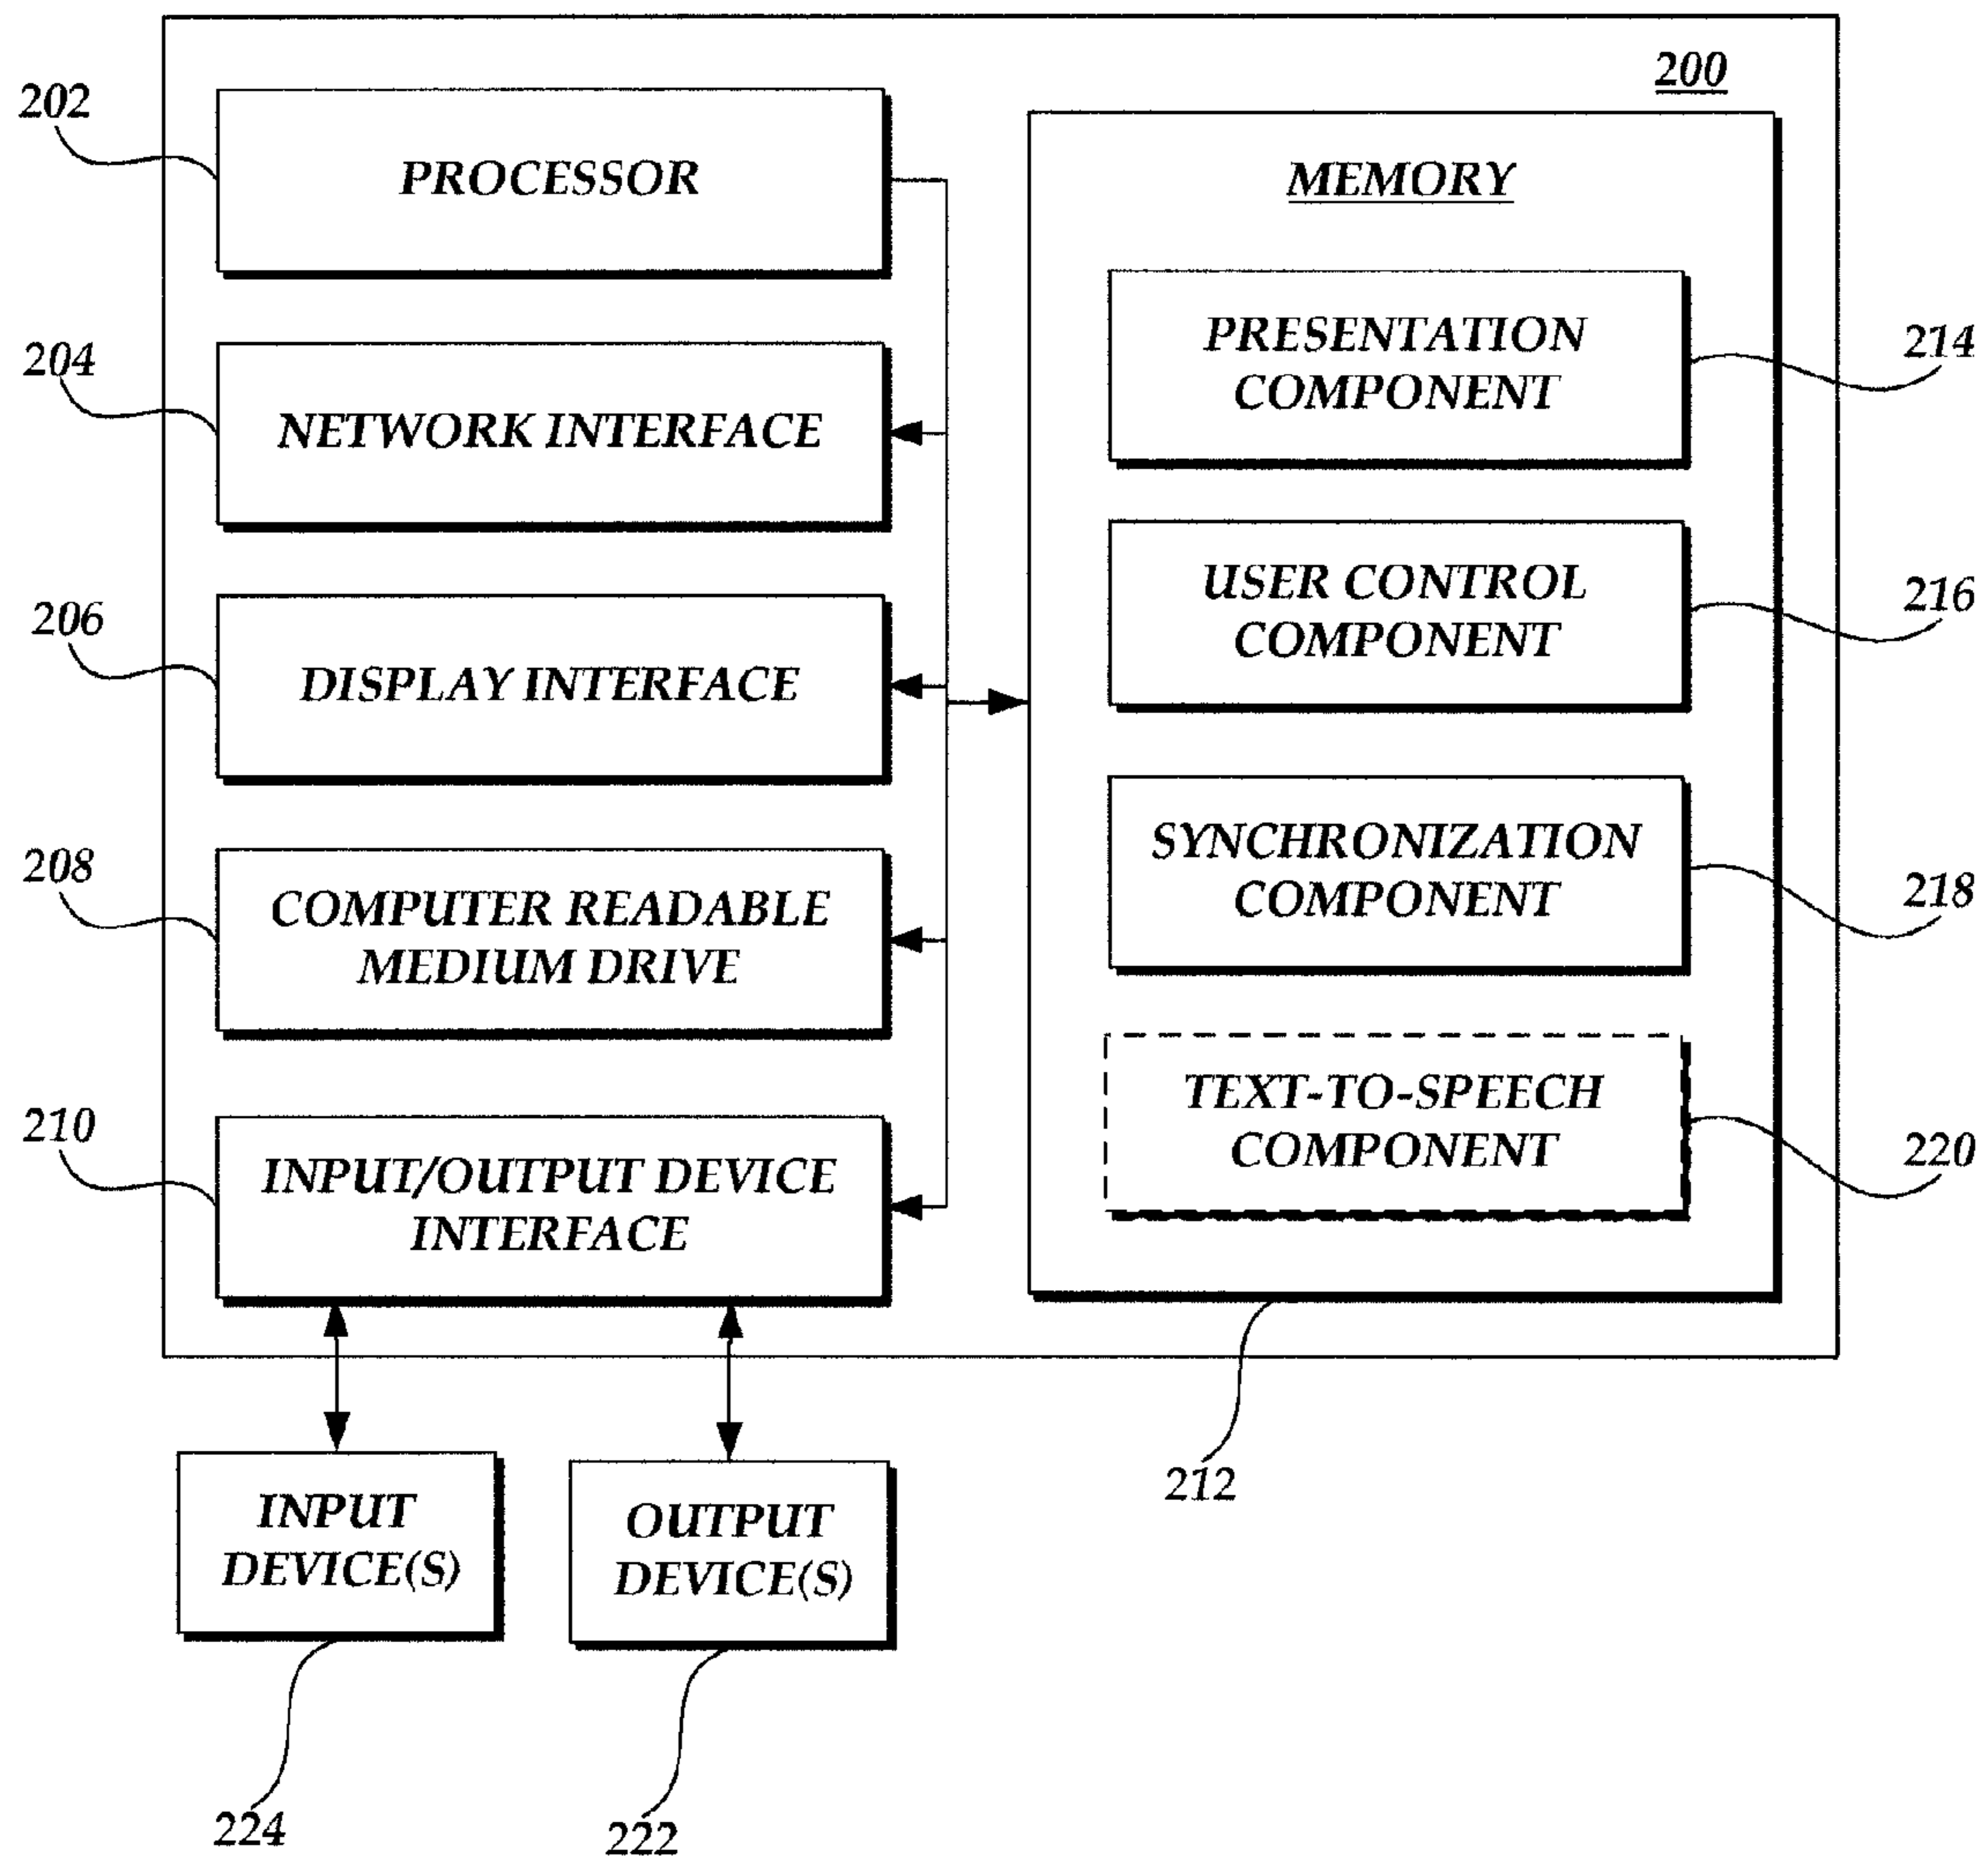 200
202
PROCESSOR
204
NETWORK INTERFACE
206
DISPLAY INTERFACE
208
COMPUTER READABLE
MEDIUM DRIVE
210
INPUT/OUTPUT DEVICE
INTERFACE
MEMORY
PRESENTATION
COMPONENT
214
USER CONTROL
COMPONENT
216
SYNCHRONIZATION
COMPONENT
218
TEXT-TO-SPEECH
COMPONENT
220
212
INPUT
DEVICE(S)
224
OUTPUT
DEVICE(S)
222